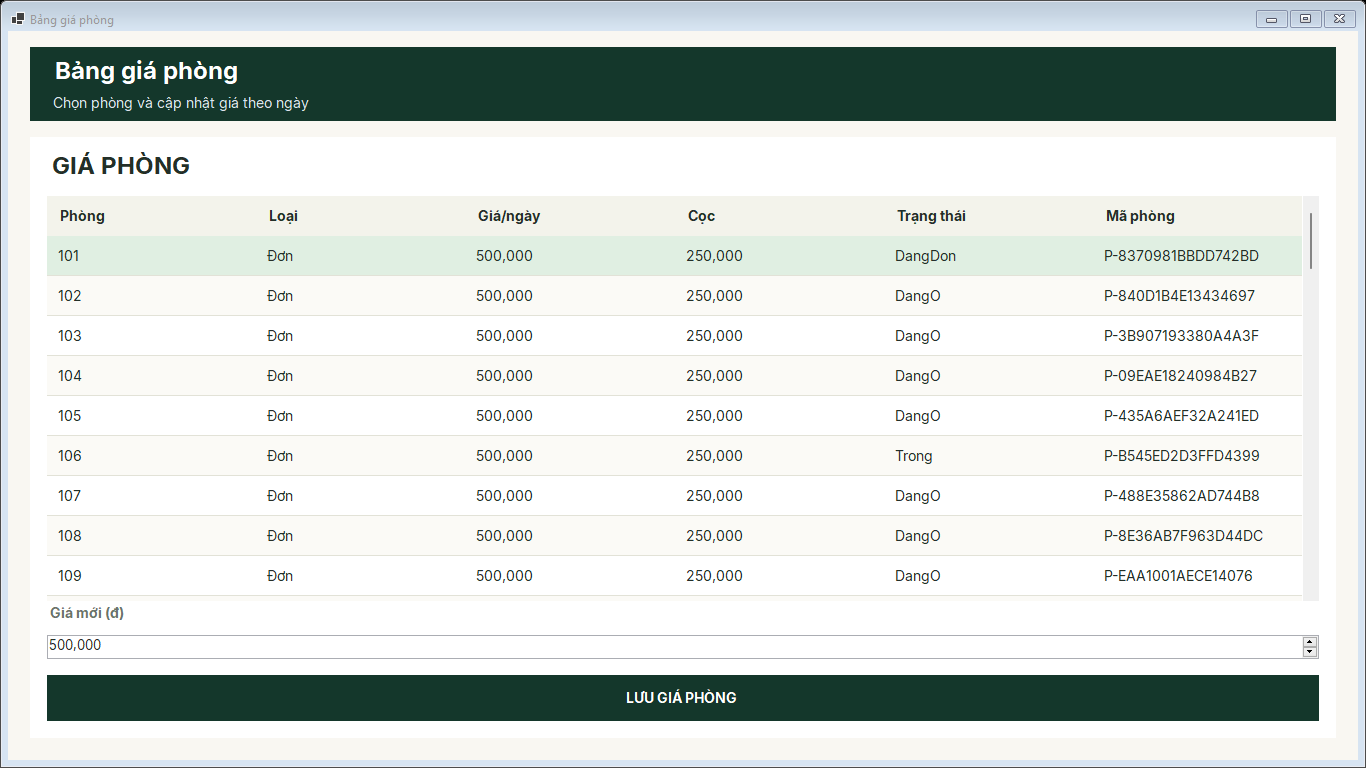 Bảng giá phòng
Bảng giá phòng
Chọn phòng và cập nhật giá theo ngày
GIÁ PHÒNG
Phòng Loại Giá/ngày Cọc Trạng thái Mã phòng
101 Đơn 500,000 250,000 DangDon P-8370981BBDD742BD
102 Đơn 500,000 250,000 DangO P-840D1B4E13434697
103 Đơn 500,000 250,000 DangO P-3B907193380A4A3F
104 Đơn 500,000 250,000 DangO P-09EAE18240984B27
105 Đơn 500,000 250,000 DangO P-435A6AEF32A241ED
106 Đơn 500,000 250,000 Trong P-B545ED2D3FFD4399
107 Đơn 500,000 250,000 DangO P-488E35862AD744B8
108 Đơn 500,000 250,000 DangO P-8E36AB7F963D44DC
109 Đơn 500,000 250,000 DangO P-EAA1001AECE14076
Giá mới (đ)
500,000
LƯU GIÁ PHÒNG